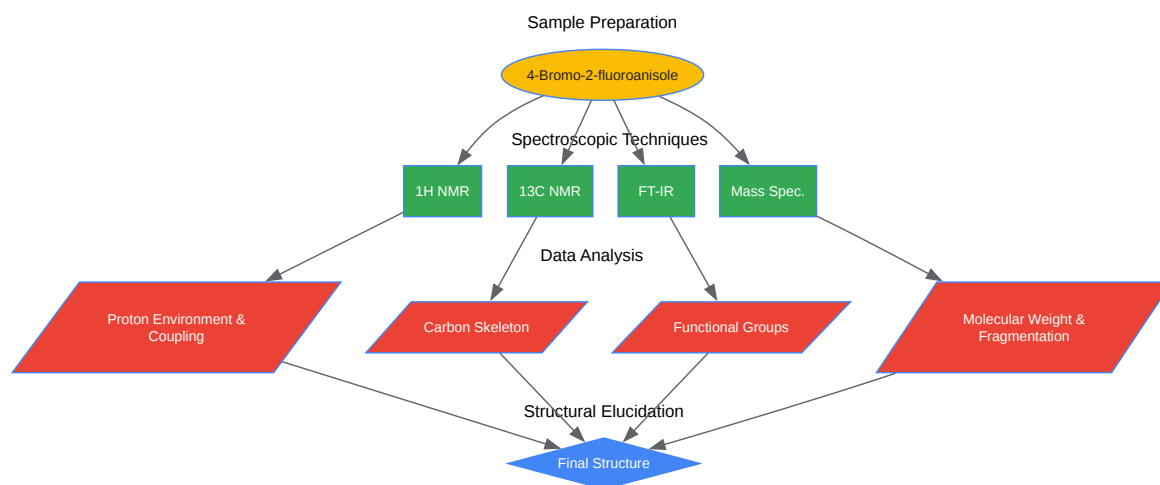 Sample Preparation
4-Bromo-2-fluoroanisole
Spectroscopic Techniques
1H NMR
13C NMR
FT-IR
Mass Spec.
Data Analysis
Proton Environment &
Coupling
Carbon Skeleton
Functional Groups
Molecular Weight &
Fragmentation
Structural Elucidation
Final Structure